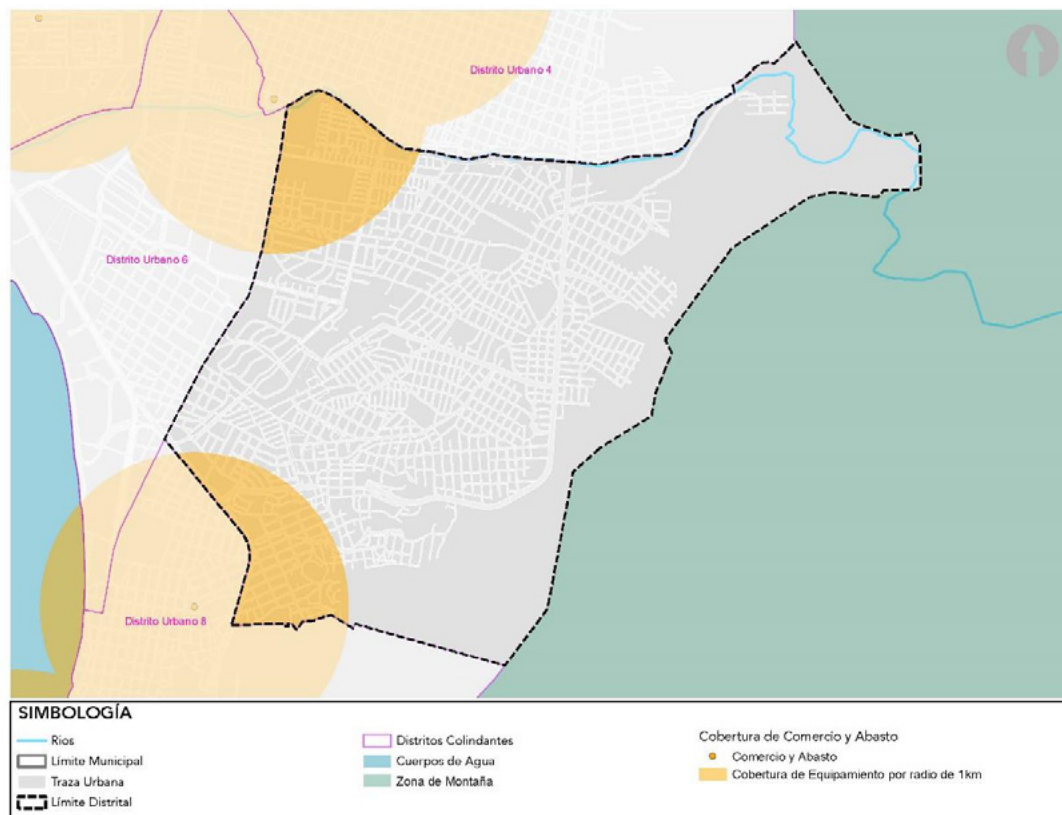 Distrito Urbano 4
Distrito Urbano 6
Distrito Urbano 8
SIMBOLOGÍA
Rios
Límite Municipal
Traza Urbana
Límite Distrital
Distritos Colindantes
Cuerpos de Agua
Zona de Montaña
Cobertura de Comercio y Abasto
Comercio y Abasto
Cobertura de Equipamiento por radio de 1km